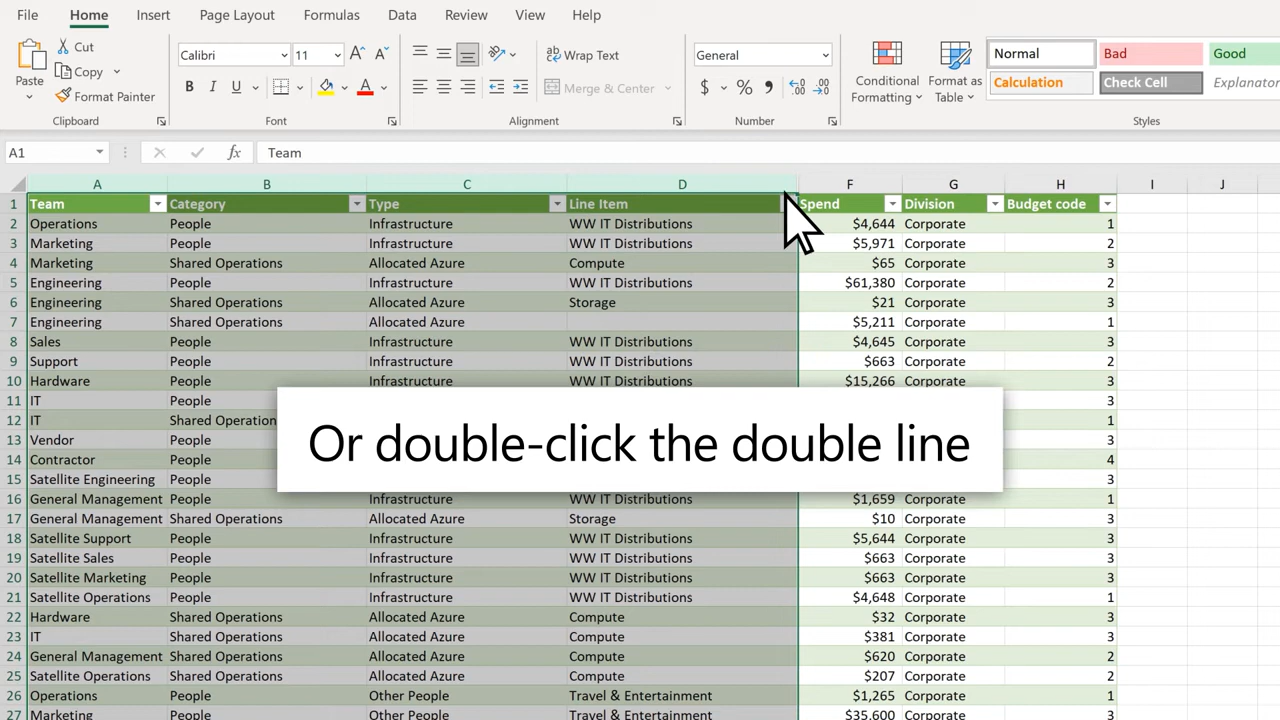 File Home Insert Page Layout Formulas Data Review View Help
Paste Cut Copy Format Painter Clipboard
Calibri 11 A A B I U A Font
Wrap Text Merge & Center Alignment
General $ % Number
Conditional Formatting Format as Table
Normal Bad Good
Calculation Check Cell Explanator
Styles
A1 fx Team
A B C D F G H I J
1 Team Category Type Line Item Spend Division Budget code
2 Operations People Infrastructure WW IT Distributions $4,644 Corporate 1
3 Marketing People Infrastructure WW IT Distributions $5,971 Corporate 2
4 Marketing Shared Operations Allocated Azure Compute $65 Corporate 3
5 Engineering People Infrastructure WW IT Distributions $61,380 Corporate 2
6 Engineering Shared Operations Allocated Azure Storage $21 Corporate 3
7 Engineering Shared Operations Allocated Azure $5,211 Corporate 1
8 Sales People Infrastructure WW IT Distributions $4,645 Corporate 3
9 Support People Infrastructure WW IT Distributions $663 Corporate 2
10 Hardware People Infrastructure WW IT Distributions $15,266 Corporate 3
11 IT People 3
12 IT Shared Operation 1
13 Vendor People 3
Or double-click the double line
14 Contractor People 4
15 Satellite Engineering People 3
16 General Management People Infrastructure WW IT Distributions $1,659 Corporate 1
17 General Management Shared Operations Allocated Azure Storage $10 Corporate 3
18 Satellite Support People Infrastructure WW IT Distributions $5,644 Corporate 3
19 Satellite Sales People Infrastructure WW IT Distributions $663 Corporate 3
20 Satellite Marketing People Infrastructure WW IT Distributions $663 Corporate 3
21 Satellite Operations People Infrastructure WW IT Distributions $4,648 Corporate 1
22 Hardware Shared Operations Allocated Azure Compute $32 Corporate 3
23 IT Shared Operations Allocated Azure Compute $381 Corporate 3
24 General Management Shared Operations Allocated Azure Compute $620 Corporate 2
25 Satellite Operations Shared Operations Allocated Azure Compute $207 Corporate 2
26 Operations People Other People Travel & Entertainment $1,265 Corporate 1
27 Marketing People Other People Travel & Entertainment $35,600 Corporate 3